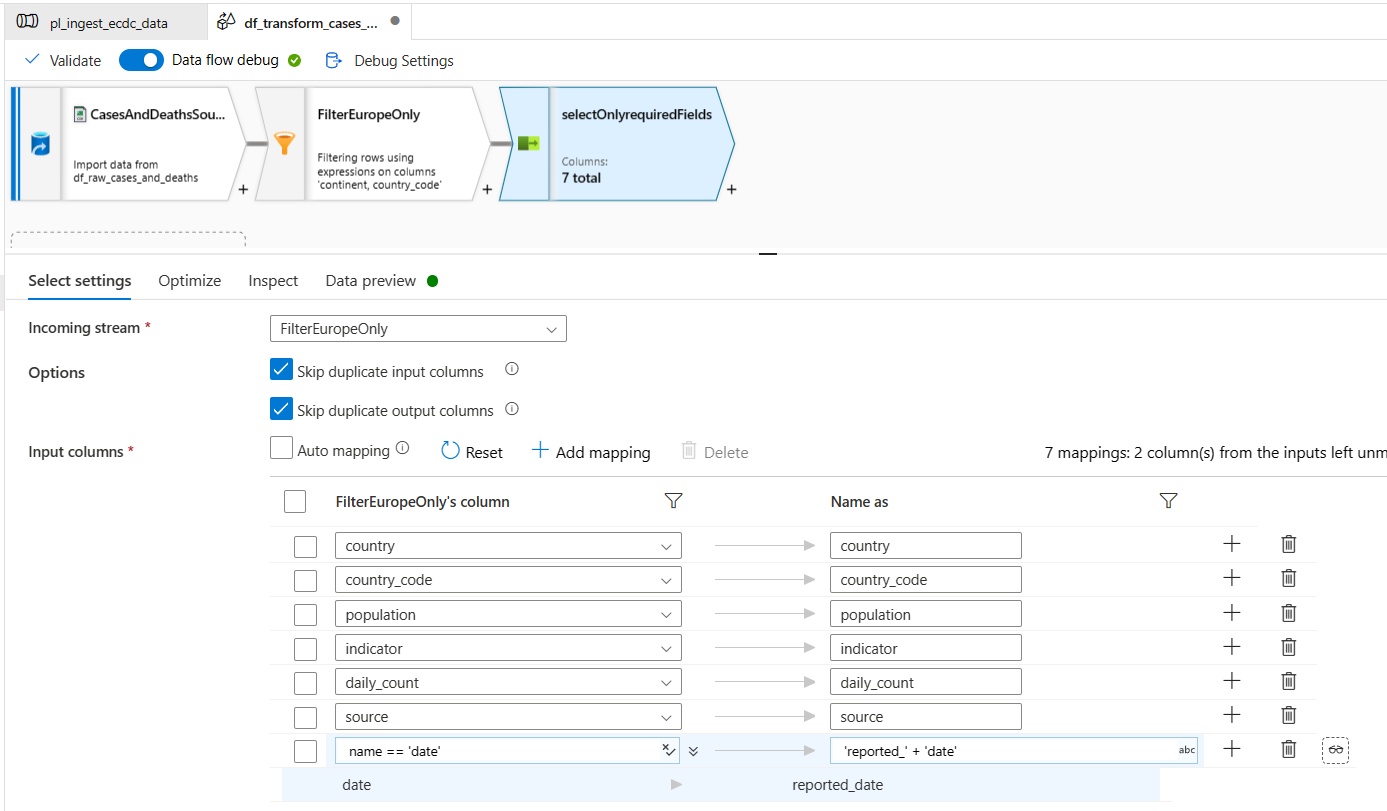 pl_ingest_ecdc_data
df_transform_cases_...
Validate
Data flow debug
Debug Settings
CasesAndDeathsSou...
Import data from
df_raw_cases_and_deaths
+
FilterEuropeOnly
Filtering rows using
expressions on columns
'continent, country_code'
+
selectOnlyrequiredFields
Columns:
7 total
+
Select settings
Optimize
Inspect
Data preview
Incoming stream *
FilterEuropeOnly
Options
Skip duplicate input columns
Skip duplicate output columns
Input columns *
Auto mapping
Reset
Add mapping
Delete
7 mappings: 2 column(s) from the inputs left unm
FilterEuropeOnly's column
Name as
country
country
country_code
country_code
population
population
indicator
indicator
daily_count
daily_count
source
source
name == 'date'
'reported_' + 'date'
abc
date
reported_date